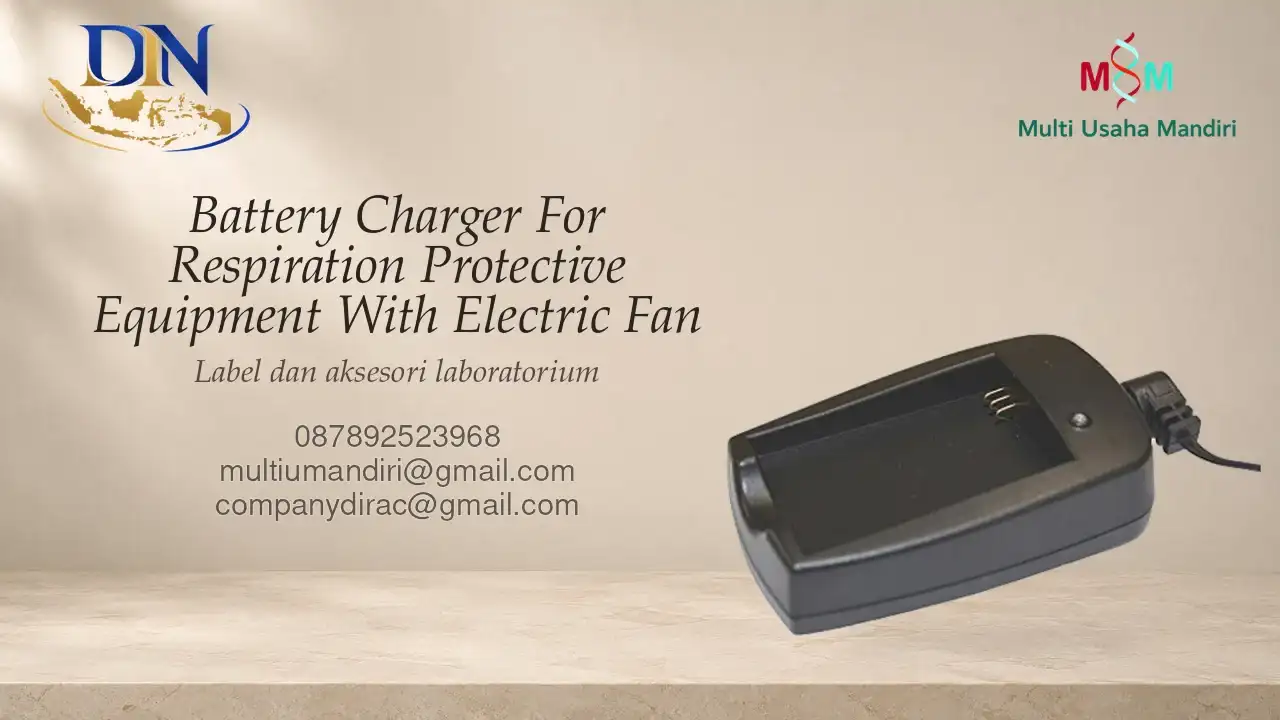 DIN
M M
Multi Usaha Mandiri
Battery Charger For
Respiration Protective
Equipment With Electric Fan
Label dan aksesori laboratorium
087892523968
multiumandiri@gmail.com
companydirac@gmail.com